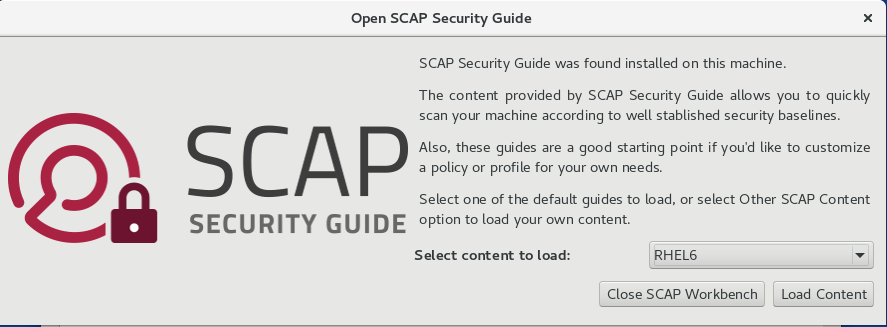 Open SCAP Security Guide
SCAP
SECURITY GUIDE
SCAP Security Guide was found installed on this machine.
The content provided by SCAP Security Guide allows you to quickly
scan your machine according to well stablished security baselines.
Also, these guides are a good starting point if you'd like to customize
a policy or profile for your own needs.
Select one of the default guides to load, or select Other SCAP Content
option to load your own content.
Select content to load:
RHEL6
Close SCAP Workbench
Load Content